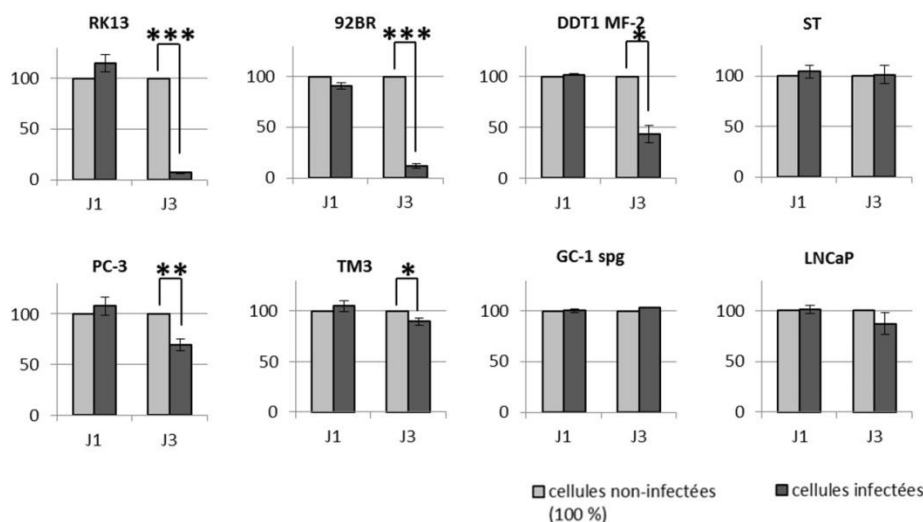 RK13
92BR
DDT1 MF-2
ST
***
***
*
100
50
0
J1
J3
100
50
0
J1
J3
100
50
0
J1
J3
100
50
0
J1
J3
PC-3
TM3
GC-1 spg
LNCaP
**
*
100
50
0
J1
J3
100
50
0
J1
J3
100
50
0
J1
J3
100
50
0
J1
J3
cellules non-infectées
(100 %)
cellules infectées